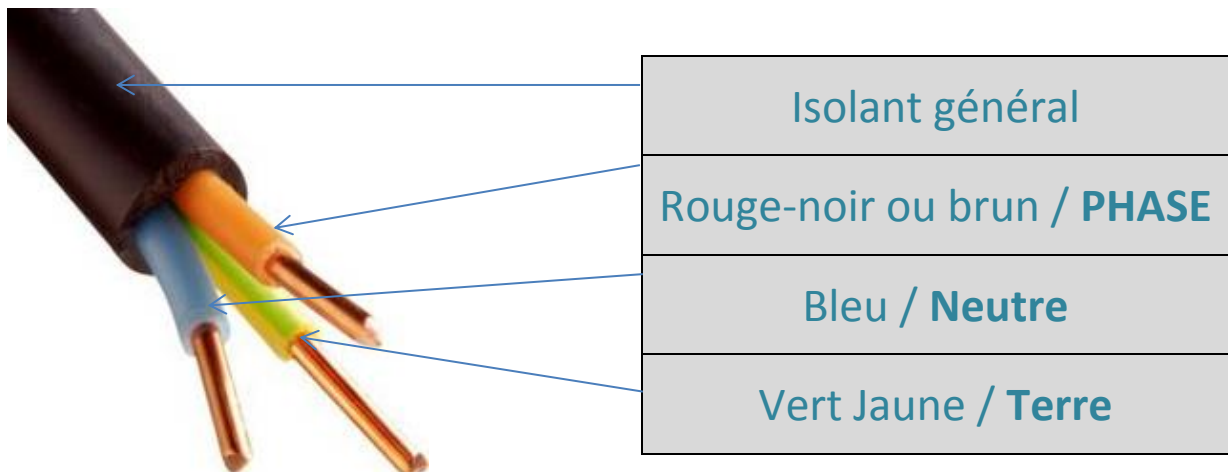 Isolant général
Rouge-noir ou brun / PHASE
Bleu / Neutre
Vert Jaune / Terre